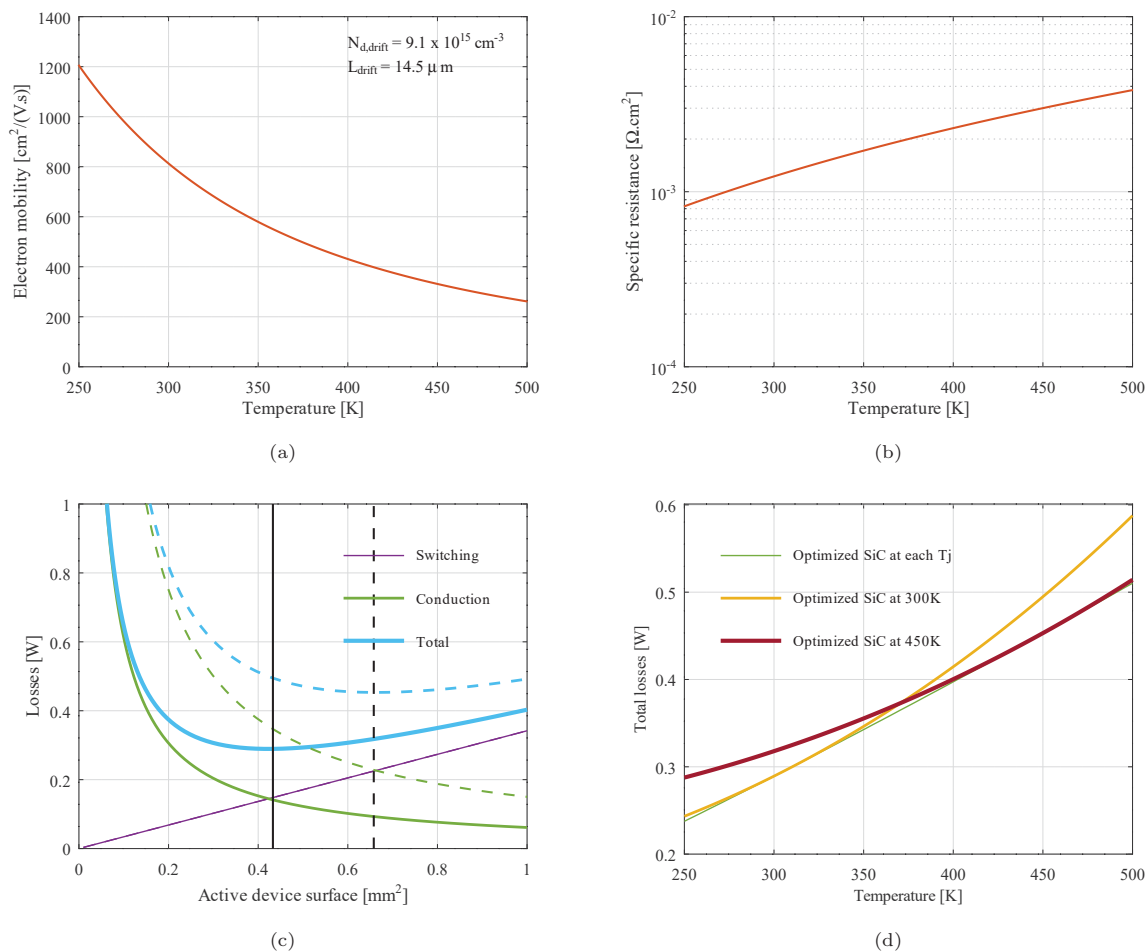 1400
1200
1000
800
600
400
200
0
250
300
350
400
450
500
Electron mobility [cm²/(V.s)]
Temperature [K]
N_d,drift = 9.1 x 10¹⁵ cm⁻³
L_drift = 14.5 μ m
(a)
10⁻²
10⁻³
10⁻⁴
250
300
350
400
450
500
Specific resistance [Ω.cm²]
Temperature [K]
(b)
1
0.8
0.6
0.4
0.2
0
0
0.2
0.4
0.6
0.8
1
Losses [W]
Active device surface [mm²]
Switching
Conduction
Total
(c)
0.6
0.5
0.4
0.3
0.2
250
300
350
400
450
500
Total losses [W]
Temperature [K]
Optimized SiC at each Tj
Optimized SiC at 300K
Optimized SiC at 450K
(d)